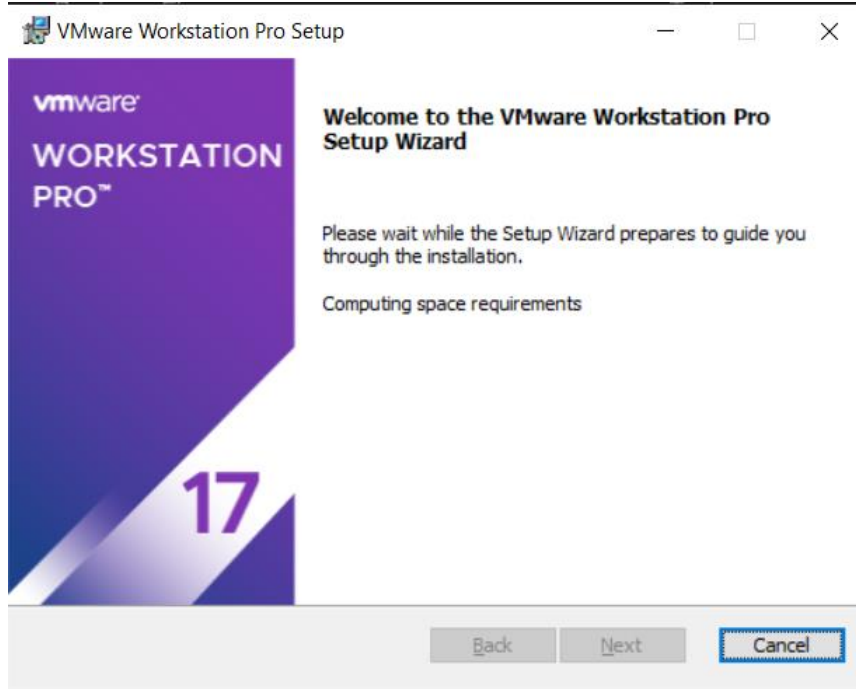 VMware Workstation Pro Setup
vmware®
WORKSTATION
PRO™
17
Welcome to the VMware Workstation Pro
Setup Wizard
Please wait while the Setup Wizard prepares to guide you
through the installation.
Computing space requirements
Back
Next
Cancel